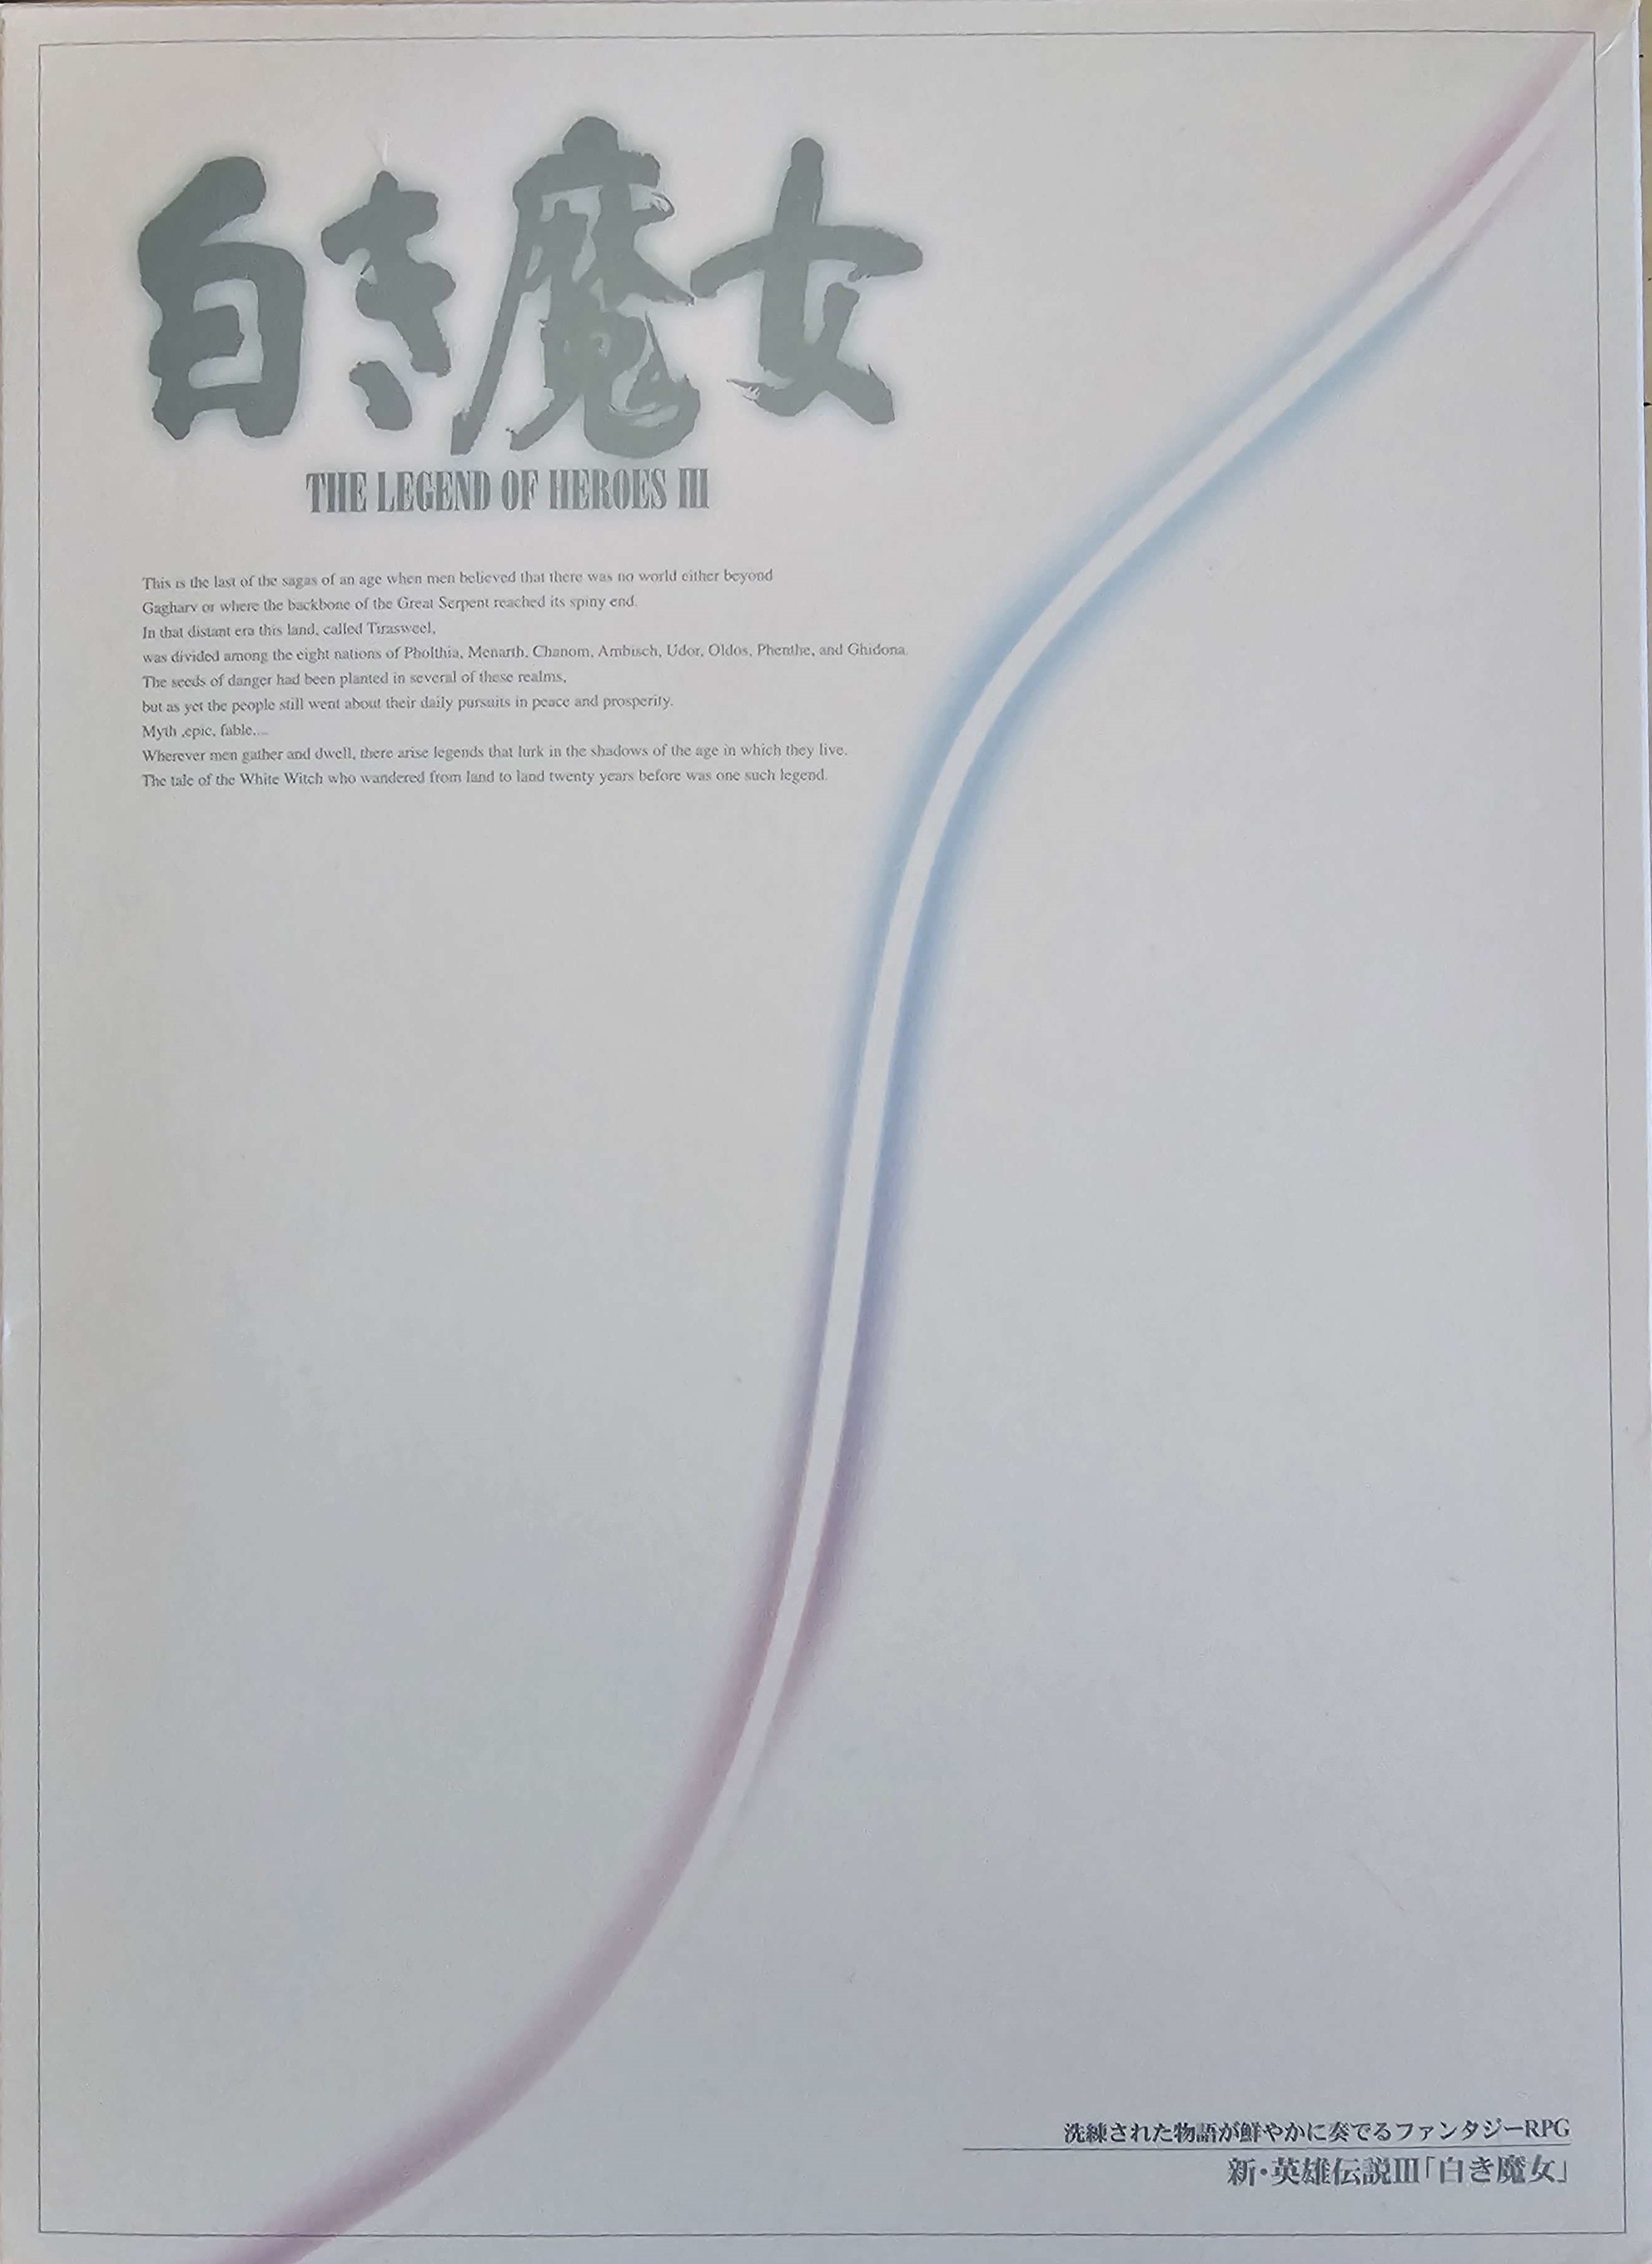 白き魔女
THE LEGEND OF HEROES III
This is the last of the sagas of an age when men believed that there was no world either beyond
Gagharv or where the backbone of the Great Serpent reached its spiny end.
In that distant era this land, called Tirasweel,
was divided among the eight nations of Pholthia, Menarth, Chanom, Ambisch, Udor, Oldos, Phenthe, and Ghidona.
The seeds of danger had been planted in several of these realms,
but as yet the people still went about their daily pursuits in peace and prosperity.
Myth ,epic, fable,...
Wherever men gather and dwell, there arise legends that lurk in the shadows of the age in which they live.
The tale of the White Witch who wandered from land to land twenty years before was one such legend.
洗練された物語が鮮やかに奏でるファンタジーRPG
新・英雄伝説III「白き魔女」